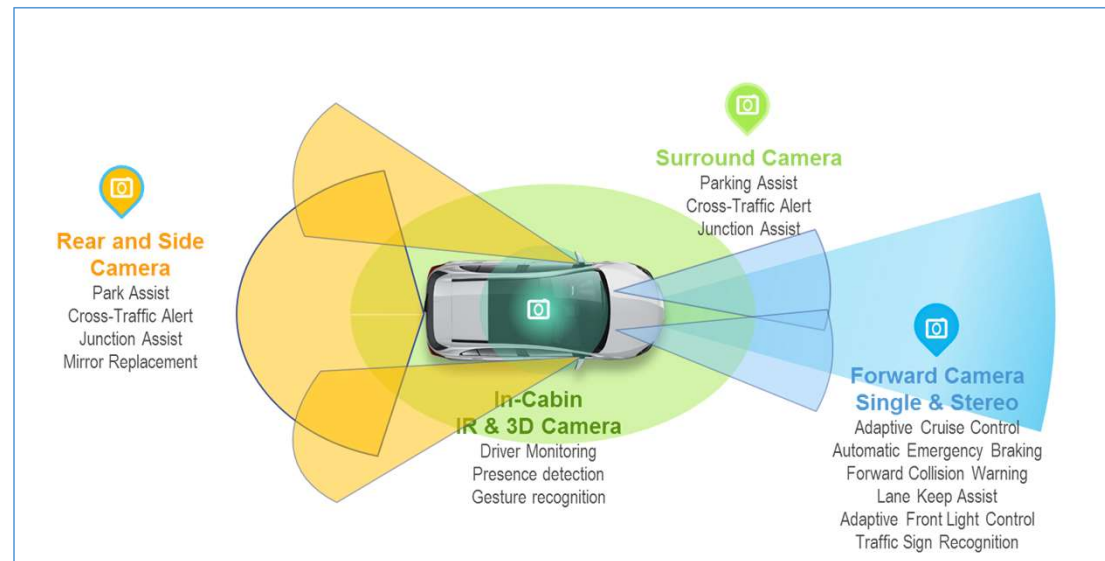 Surround Camera
Parking Assist
Cross-Traffic Alert
Junction Assist
Rear and Side
Camera
Park Assist
Cross-Traffic Alert
Junction Assist
Mirror Replacement
In-Cabin
IR & 3D Camera
Driver Monitoring
Presence detection
Gesture recognition
Forward Camera
Single & Stereo
Adaptive Cruise Control
Automatic Emergency Braking
Forward Collision Warning
Lane Keep Assist
Adaptive Front Light Control
Traffic Sign Recognition